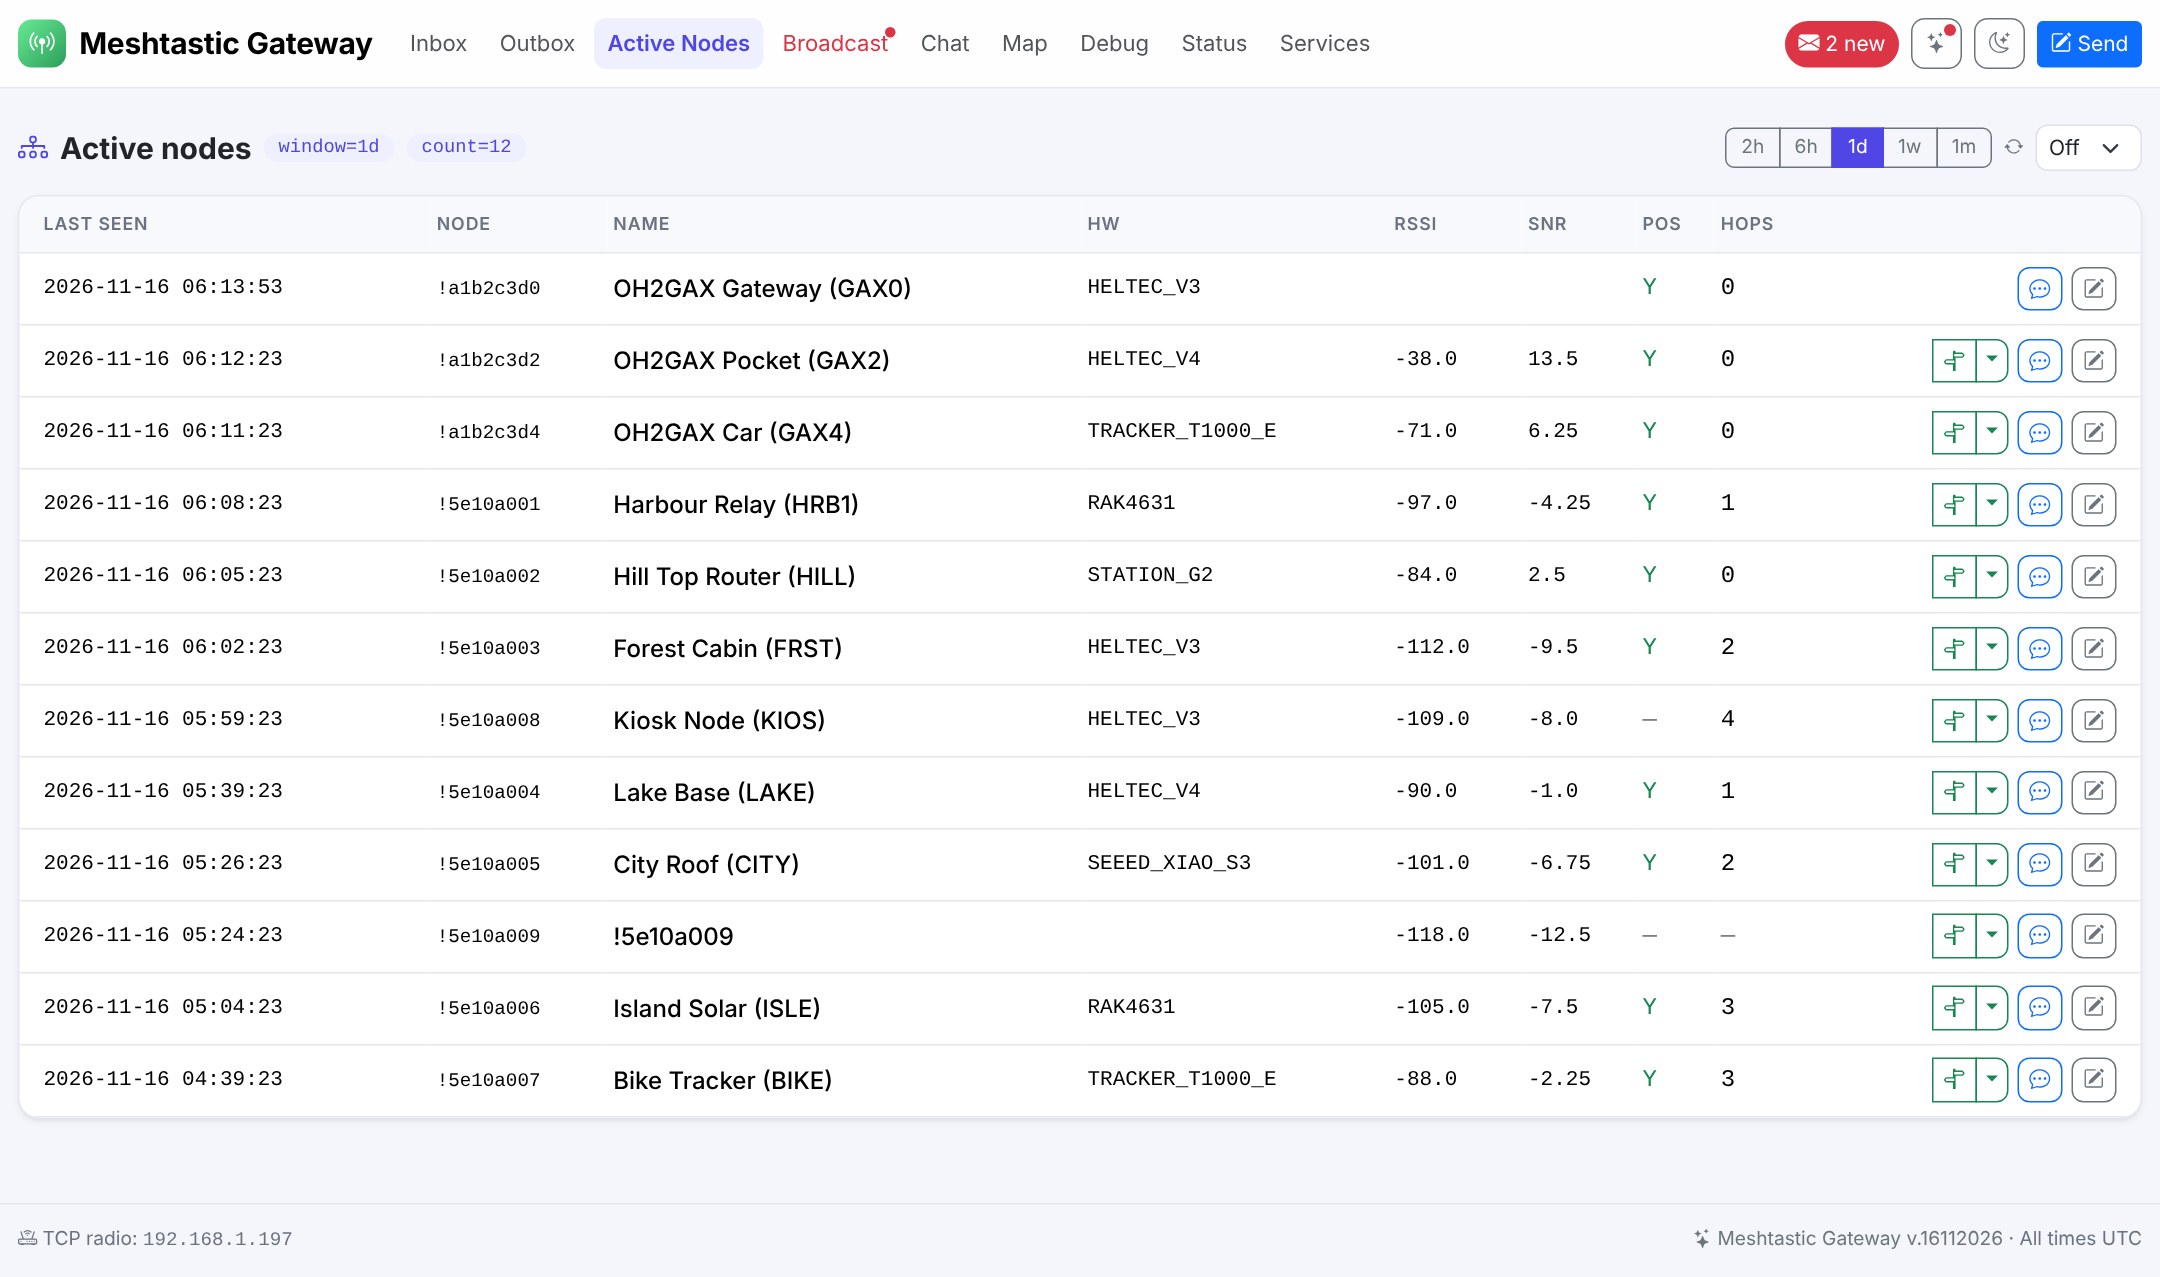 Meshtastic Gateway Inbox Outbox Active Nodes Broadcast Chat Map Debug Status Services 2 new Send
Active nodes window=1d count=12 2h 6h 1d 1w 1m Off
LAST SEEN NODE NAME HW RSSI SNR POS HOPS
2026-11-16 06:13:53 !a1b2c3d0 OH2GAX Gateway (GAX0) HELTEC_V3 Y 0
2026-11-16 06:12:23 !a1b2c3d2 OH2GAX Pocket (GAX2) HELTEC_V4 -38.0 13.5 Y 0
2026-11-16 06:11:23 !a1b2c3d4 OH2GAX Car (GAX4) TRACKER_T1000_E -71.0 6.25 Y 0
2026-11-16 06:08:23 !5e10a001 Harbour Relay (HRB1) RAK4631 -97.0 -4.25 Y 1
2026-11-16 06:05:23 !5e10a002 Hill Top Router (HILL) STATION_G2 -84.0 2.5 Y 0
2026-11-16 06:02:23 !5e10a003 Forest Cabin (FRST) HELTEC_V3 -112.0 -9.5 Y 2
2026-11-16 05:59:23 !5e10a008 Kiosk Node (KIOS) HELTEC_V3 -109.0 -8.0 — 4
2026-11-16 05:39:23 !5e10a004 Lake Base (LAKE) HELTEC_V4 -90.0 -1.0 Y 1
2026-11-16 05:26:23 !5e10a005 City Roof (CITY) SEEED_XIAO_S3 -101.0 -6.75 Y 2
2026-11-16 05:24:23 !5e10a009 !5e10a009 -118.0 -12.5 — —
2026-11-16 05:04:23 !5e10a006 Island Solar (ISLE) RAK4631 -105.0 -7.5 Y 3
2026-11-16 04:39:23 !5e10a007 Bike Tracker (BIKE) TRACKER_T1000_E -88.0 -2.25 Y 3
TCP radio: 192.168.1.197 Meshtastic Gateway v.16112026 · All times UTC